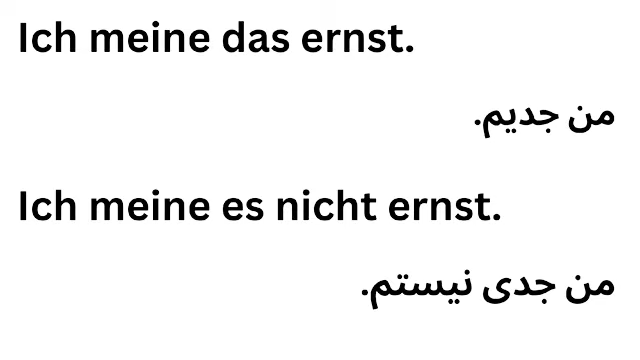 Ich meine das ernst.
من جدیم.
Ich meine es nicht ernst.
من جدی نیستم.